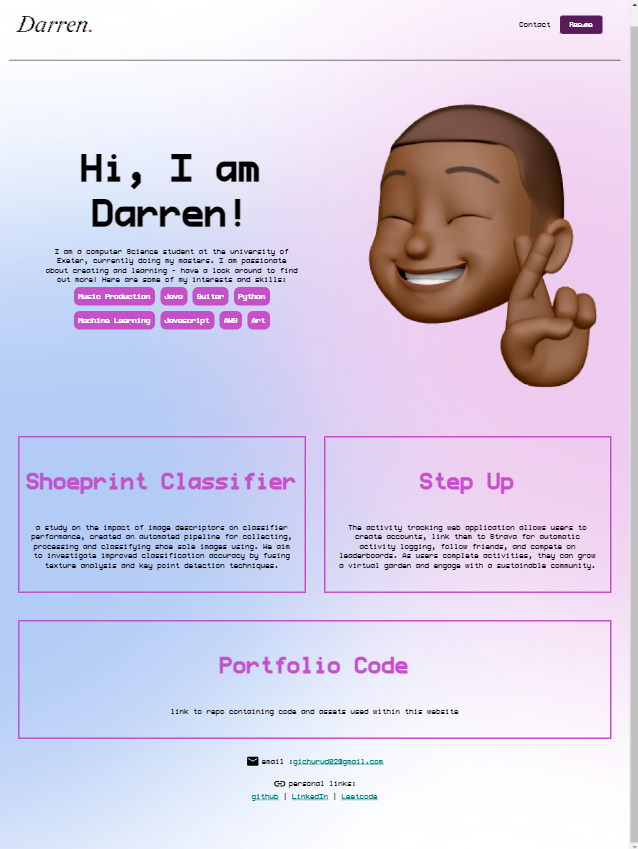 Darren.
Contact
Resume
Hi, I am
Darren!
I am a computer Science student at the university of
Exeter, currently doing my masters. I am passionate
about creating and learning - have a look around to find
out more! Here are some of my interests and skills:
Music Production Java Guitar Python
Machine Learning Javascript AWS Art
Shoeprint Classifier
a study on the impact of image descriptors on classifier
performance, created an automated pipeline for collecting,
processing and classifying shoe sole images using. We aim
to investigate improved classification accuracy by fusing
texture analysis and key point detection techniques.
Step Up
The activity tracking web application allows users to
create accounts, link them to Strava for automatic
activity logging, follow friends, and compete on
leaderboards. As users complete activities, they can grow
a virtual garden and engage with a sustainable community.
Portfolio Code
link to repo containing code and assets used within this website
email :gichurud02@gmail.com
personal links:
github | LinkedIn | Leetcode